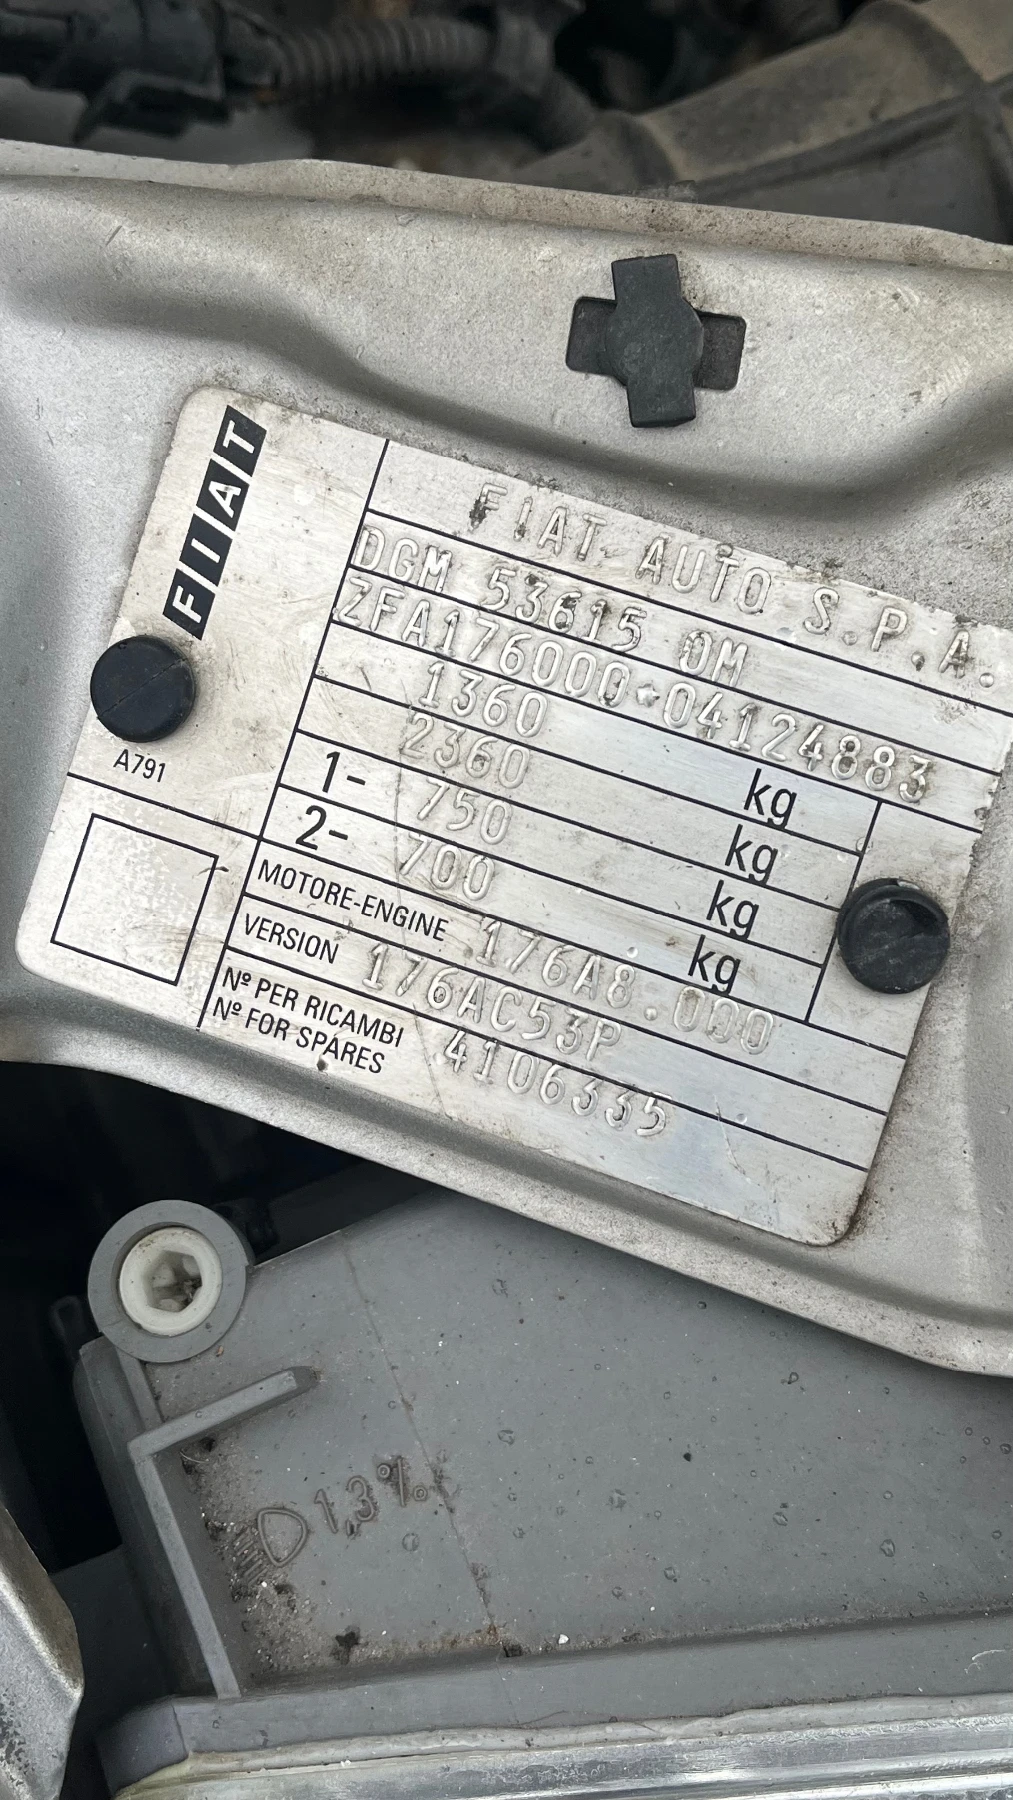 FIAT
FIAT AUTO S.P.A.
DGM 53615 OM
ZFA176000*04124883
1360 kg
2360 kg
1- 750 kg
2- 700 kg
A791
MOTORE-ENGINE 176A8.000
VERSION 176AC53P
Nº PER RICAMBI
Nº FOR SPARES 4106335
1,3%